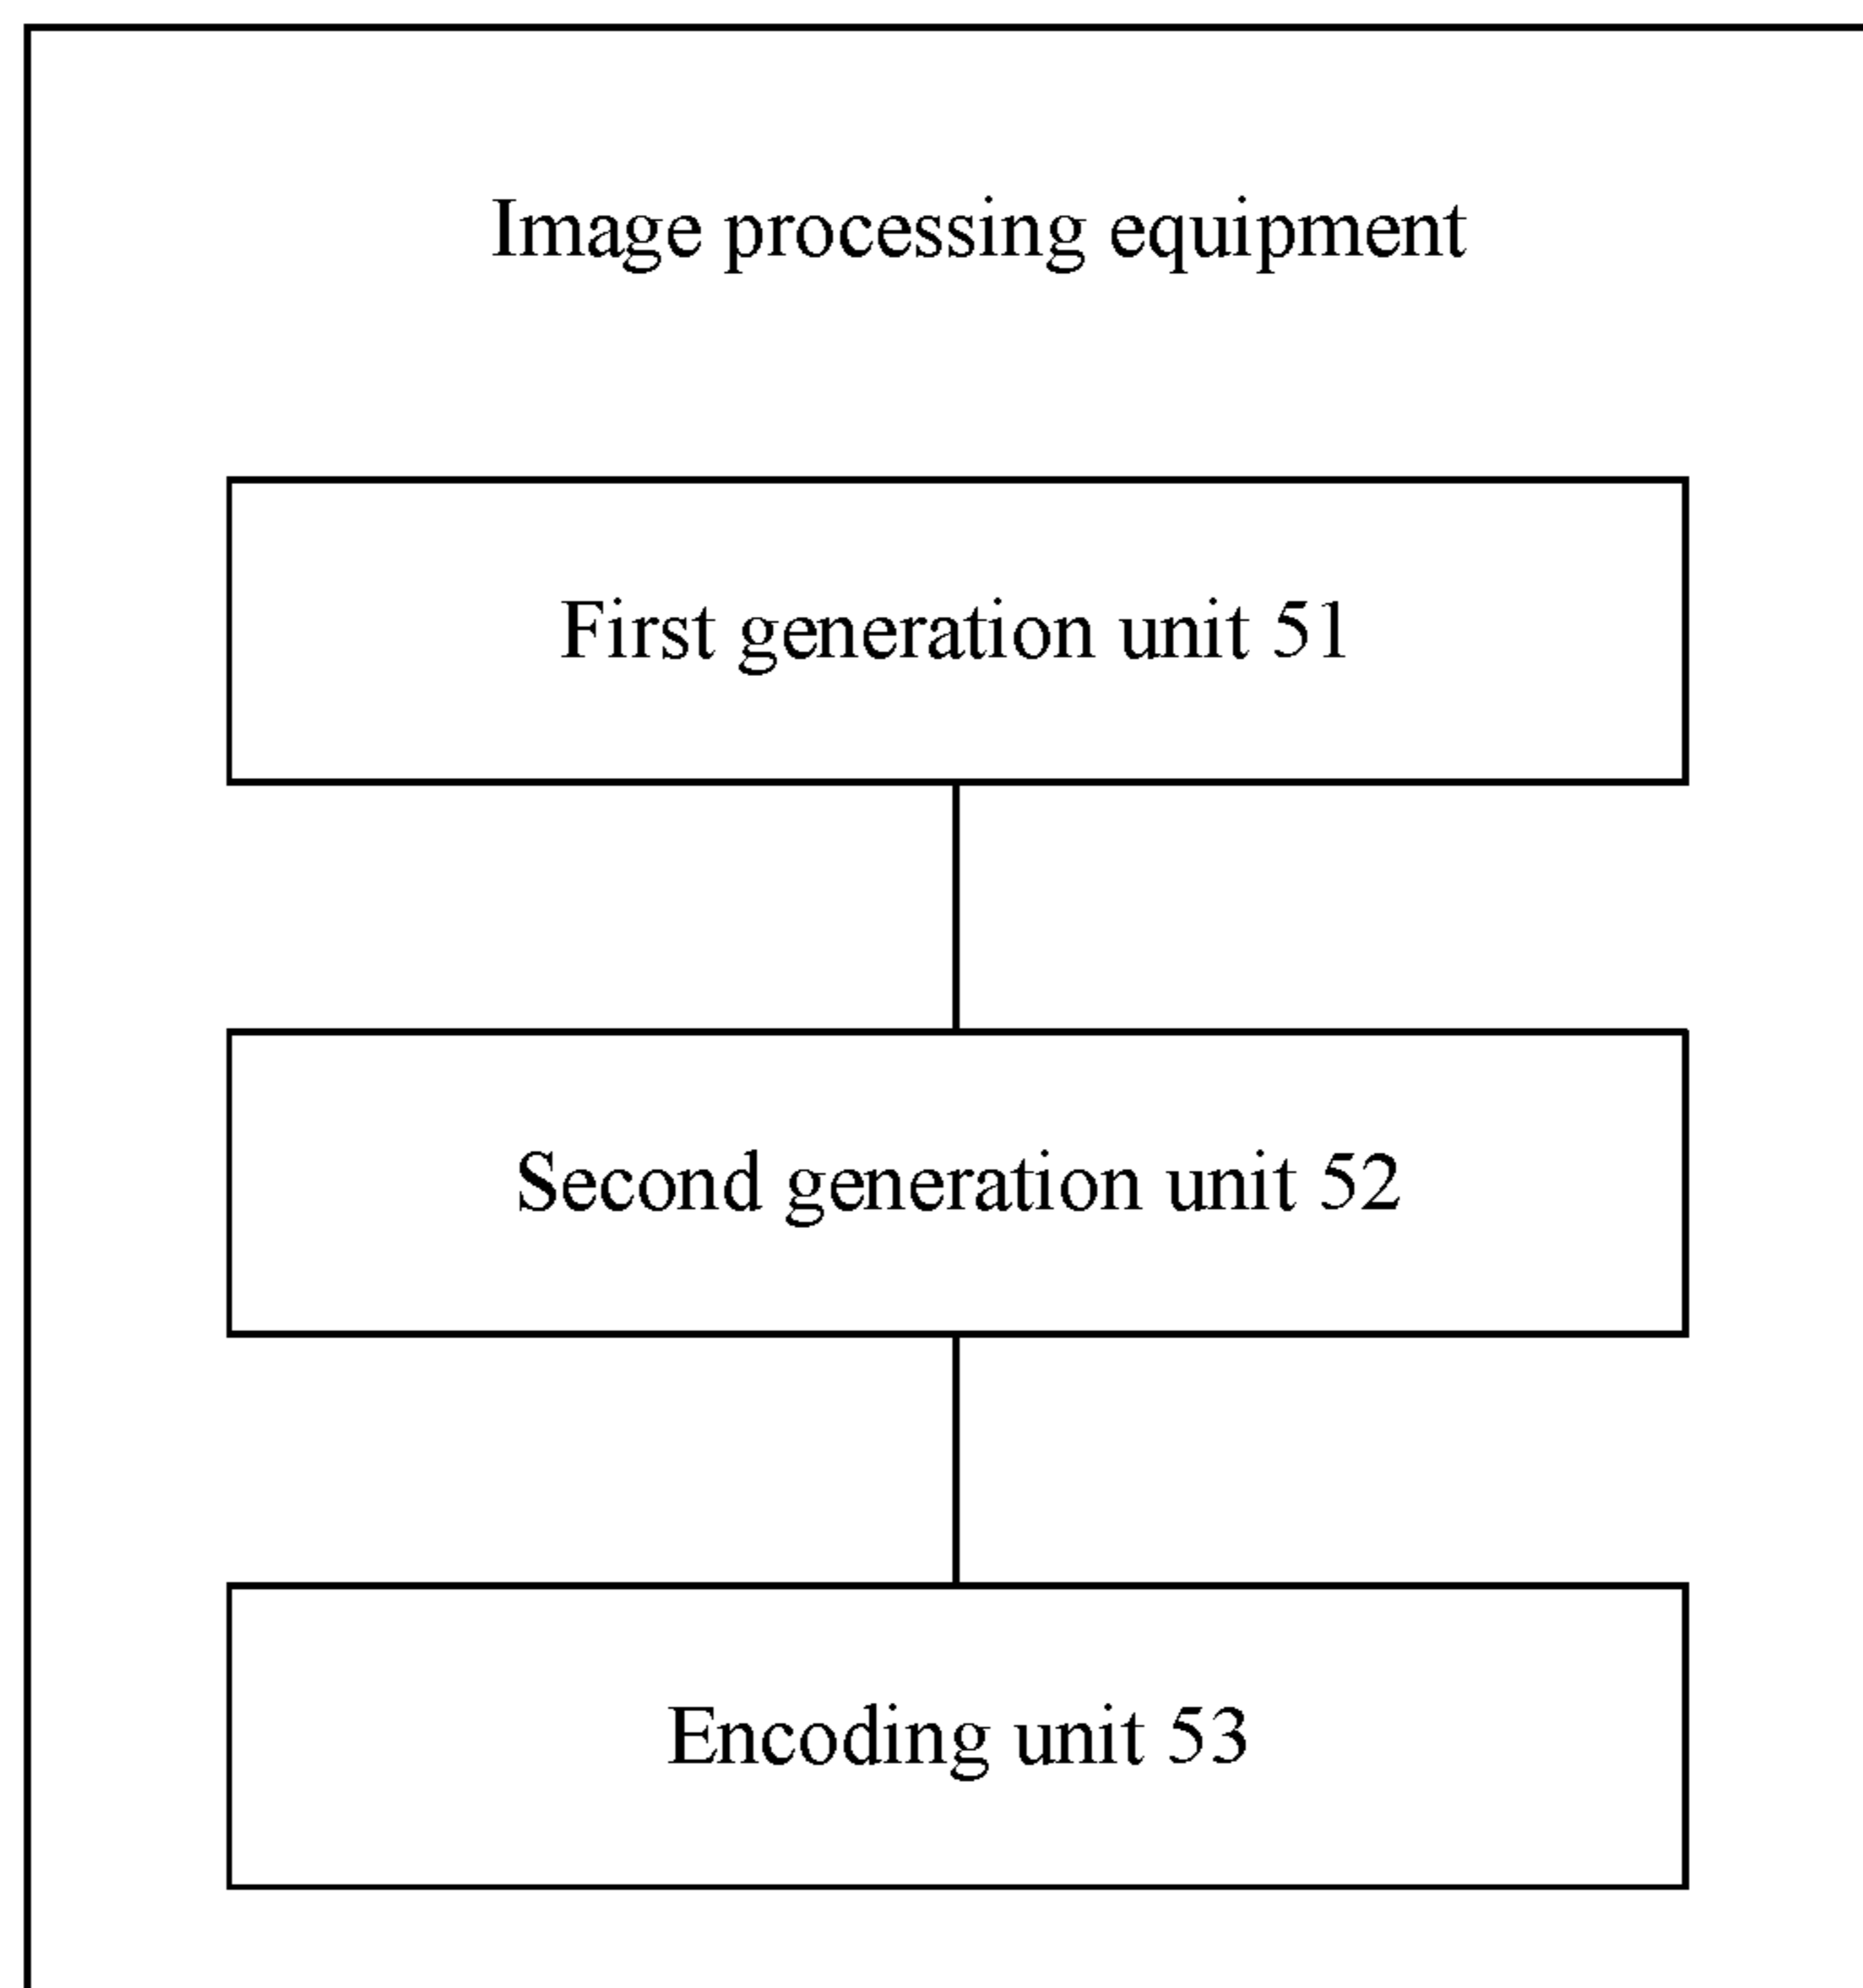 Image processing equipment
First generation unit 51
Second generation unit 52
Encoding unit 53